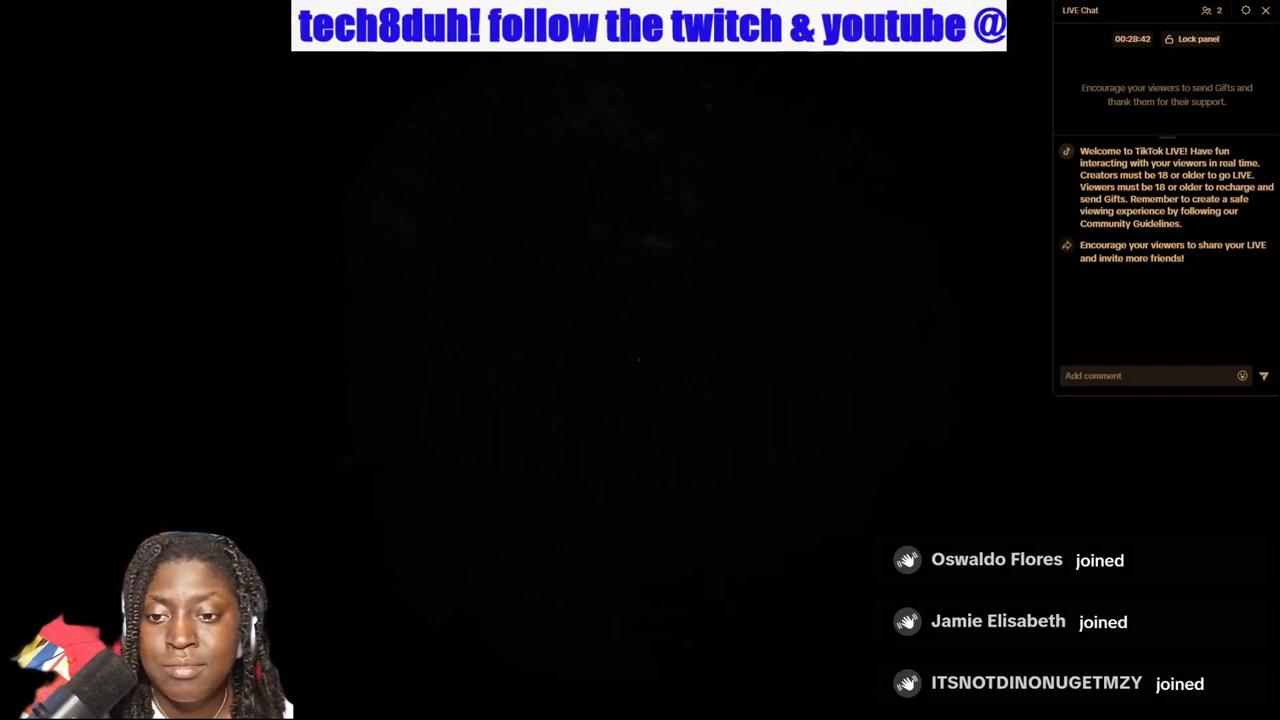 tech8duh! follow the twitch & youtube @
LIVE Chat
2
00:28:42
Lock panel
Encourage your viewers to send Gifts and
thank them for their support.
Welcome to TikTok LIVE! Have fun
interacting with your viewers in real time.
Creators must be 18 or older to go LIVE.
Viewers must be 18 or older to recharge and
send Gifts. Remember to create a safe
viewing experience by following our
Community Guidelines.
Encourage your viewers to share your LIVE
and invite more friends!
Add comment
Oswaldo Flores joined
Jamie Elisabeth joined
ITSNOTDINONUGETMZY joined